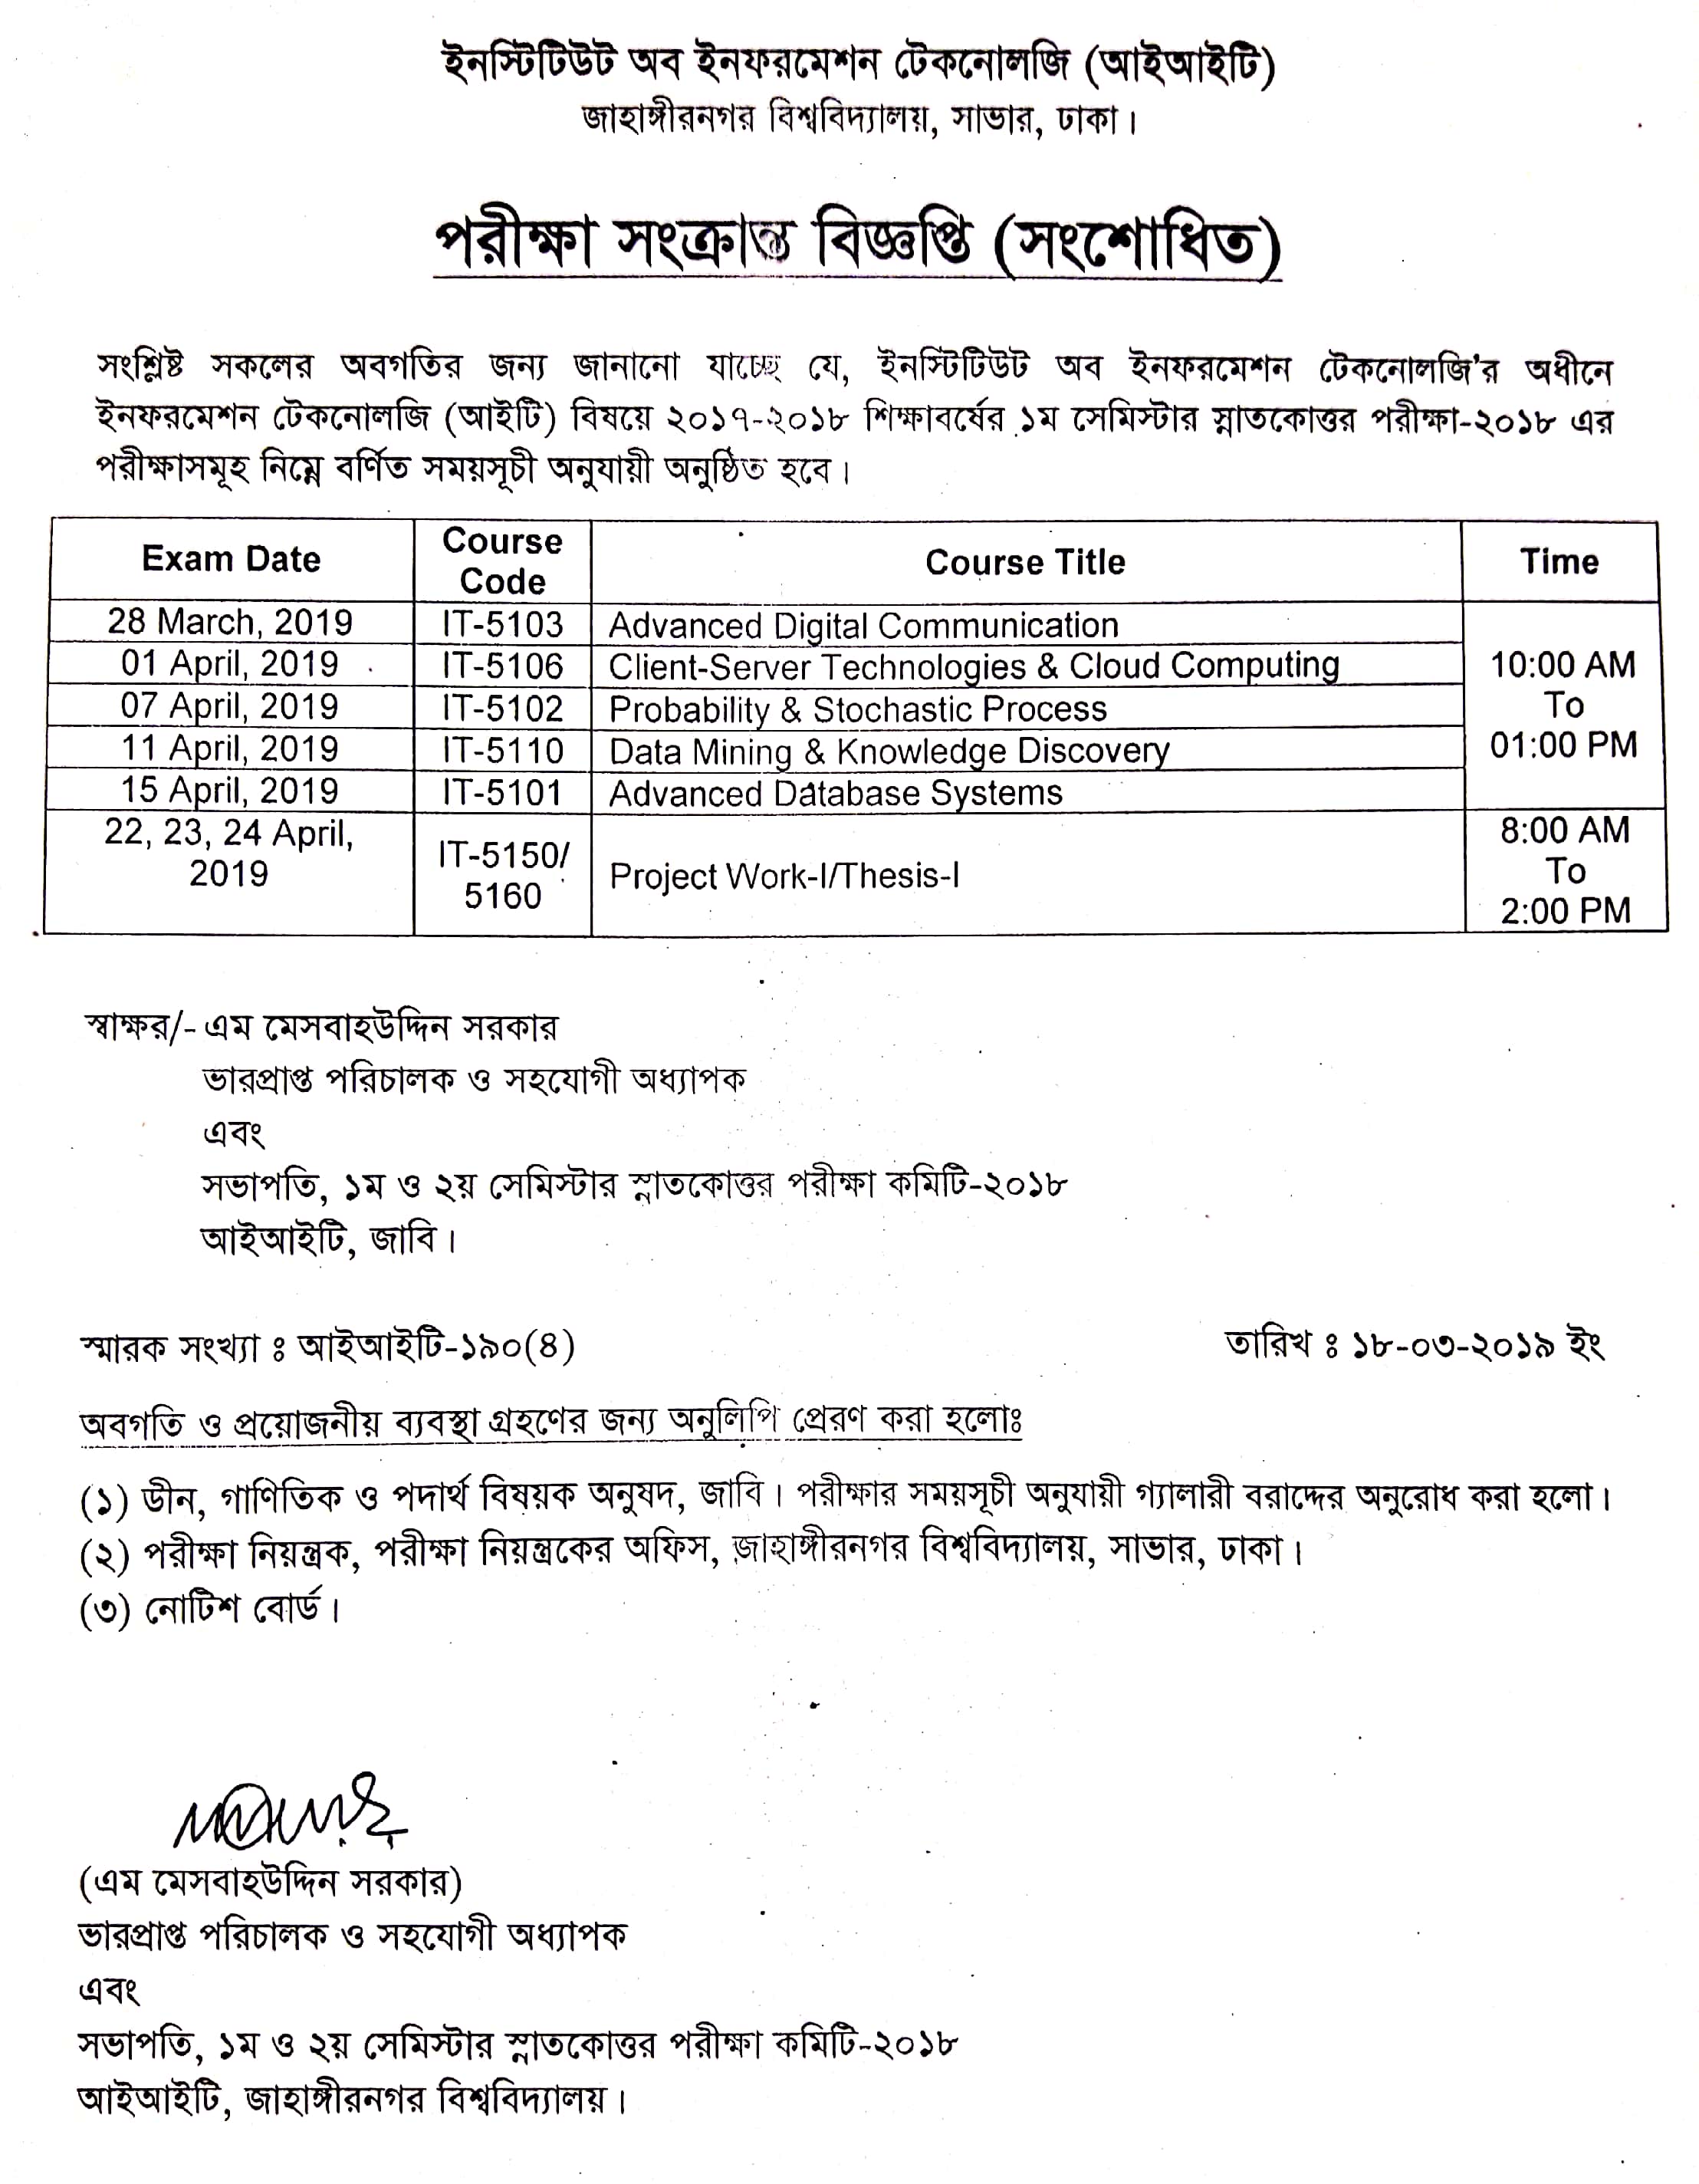 ইনস্টিটিউট অব ইনফরমেশন টেকনোলজি (আইআইটি)
জাহাঙ্গীরনগর বিশ্ববিদ্যালয়, সাভার, ঢাকা।
পরীক্ষা সংক্রান্ত বিজ্ঞপ্তি (সংশোধিত)
সংশ্লিষ্ট সকলের অবগতির জন্য জানানো যাচ্ছে যে, ইনস্টিটিউট অব ইনফরমেশন টেকনোলজি'র অধীনে
ইনফরমেশন টেকনোলজি (আইটি) বিষয়ে ২০১৭-২০১৮ শিক্ষাবর্ষের ১ম সেমিস্টার স্নাতকোত্তর পরীক্ষা-২০১৮ এর
পরীক্ষাসমূহ নিম্নে বর্ণিত সময়সূচী অনুযায়ী অনুষ্ঠিত হবে।
Exam Date Course Code Course Title Time
28 March, 2019 IT-5103 Advanced Digital Communication
01 April, 2019 IT-5106 Client-Server Technologies & Cloud Computing 10:00 AM
07 April, 2019 IT-5102 Probability & Stochastic Process To
11 April, 2019 IT-5110 Data Mining & Knowledge Discovery 01:00 PM
15 April, 2019 IT-5101 Advanced Database Systems
22, 23, 24 April, 2019 IT-5150/ 5160 Project Work-I/Thesis-I 8:00 AM To 2:00 PM
স্বাক্ষর/- এম মেসবাহউদ্দিন সরকার
ভারপ্রাপ্ত পরিচালক ও সহযোগী অধ্যাপক
এবং
সভাপতি, ১ম ও ২য় সেমিস্টার স্নাতকোত্তর পরীক্ষা কমিটি-২০১৮
আইআইটি, জাবি।
স্মারক সংখ্যা ঃ আইআইটি-১৯০(৪) তারিখ ঃ ১৮-০৩-২০১৯ ইং
অবগতি ও প্রয়োজনীয় ব্যবস্থা গ্রহণের জন্য অনুলিপি প্রেরণ করা হলোঃ
(১) ডীন, গাণিতিক ও পদার্থ বিষয়ক অনুষদ, জাবি। পরীক্ষার সময়সূচী অনুযায়ী গ্যালারী বরাদ্দের অনুরোধ করা হলো।
(২) পরীক্ষা নিয়ন্ত্রক, পরীক্ষা নিয়ন্ত্রকের অফিস, জাহাঙ্গীরনগর বিশ্ববিদ্যালয়, সাভার, ঢাকা।
(৩) নোটিশ বোর্ড।
(এম মেসবাহউদ্দিন সরকার)
ভারপ্রাপ্ত পরিচালক ও সহযোগী অধ্যাপক
এবং
সভাপতি, ১ম ও ২য় সেমিস্টার স্নাতকোত্তর পরীক্ষা কমিটি-২০১৮
আইআইটি, জাহাঙ্গীরনগর বিশ্ববিদ্যালয়।